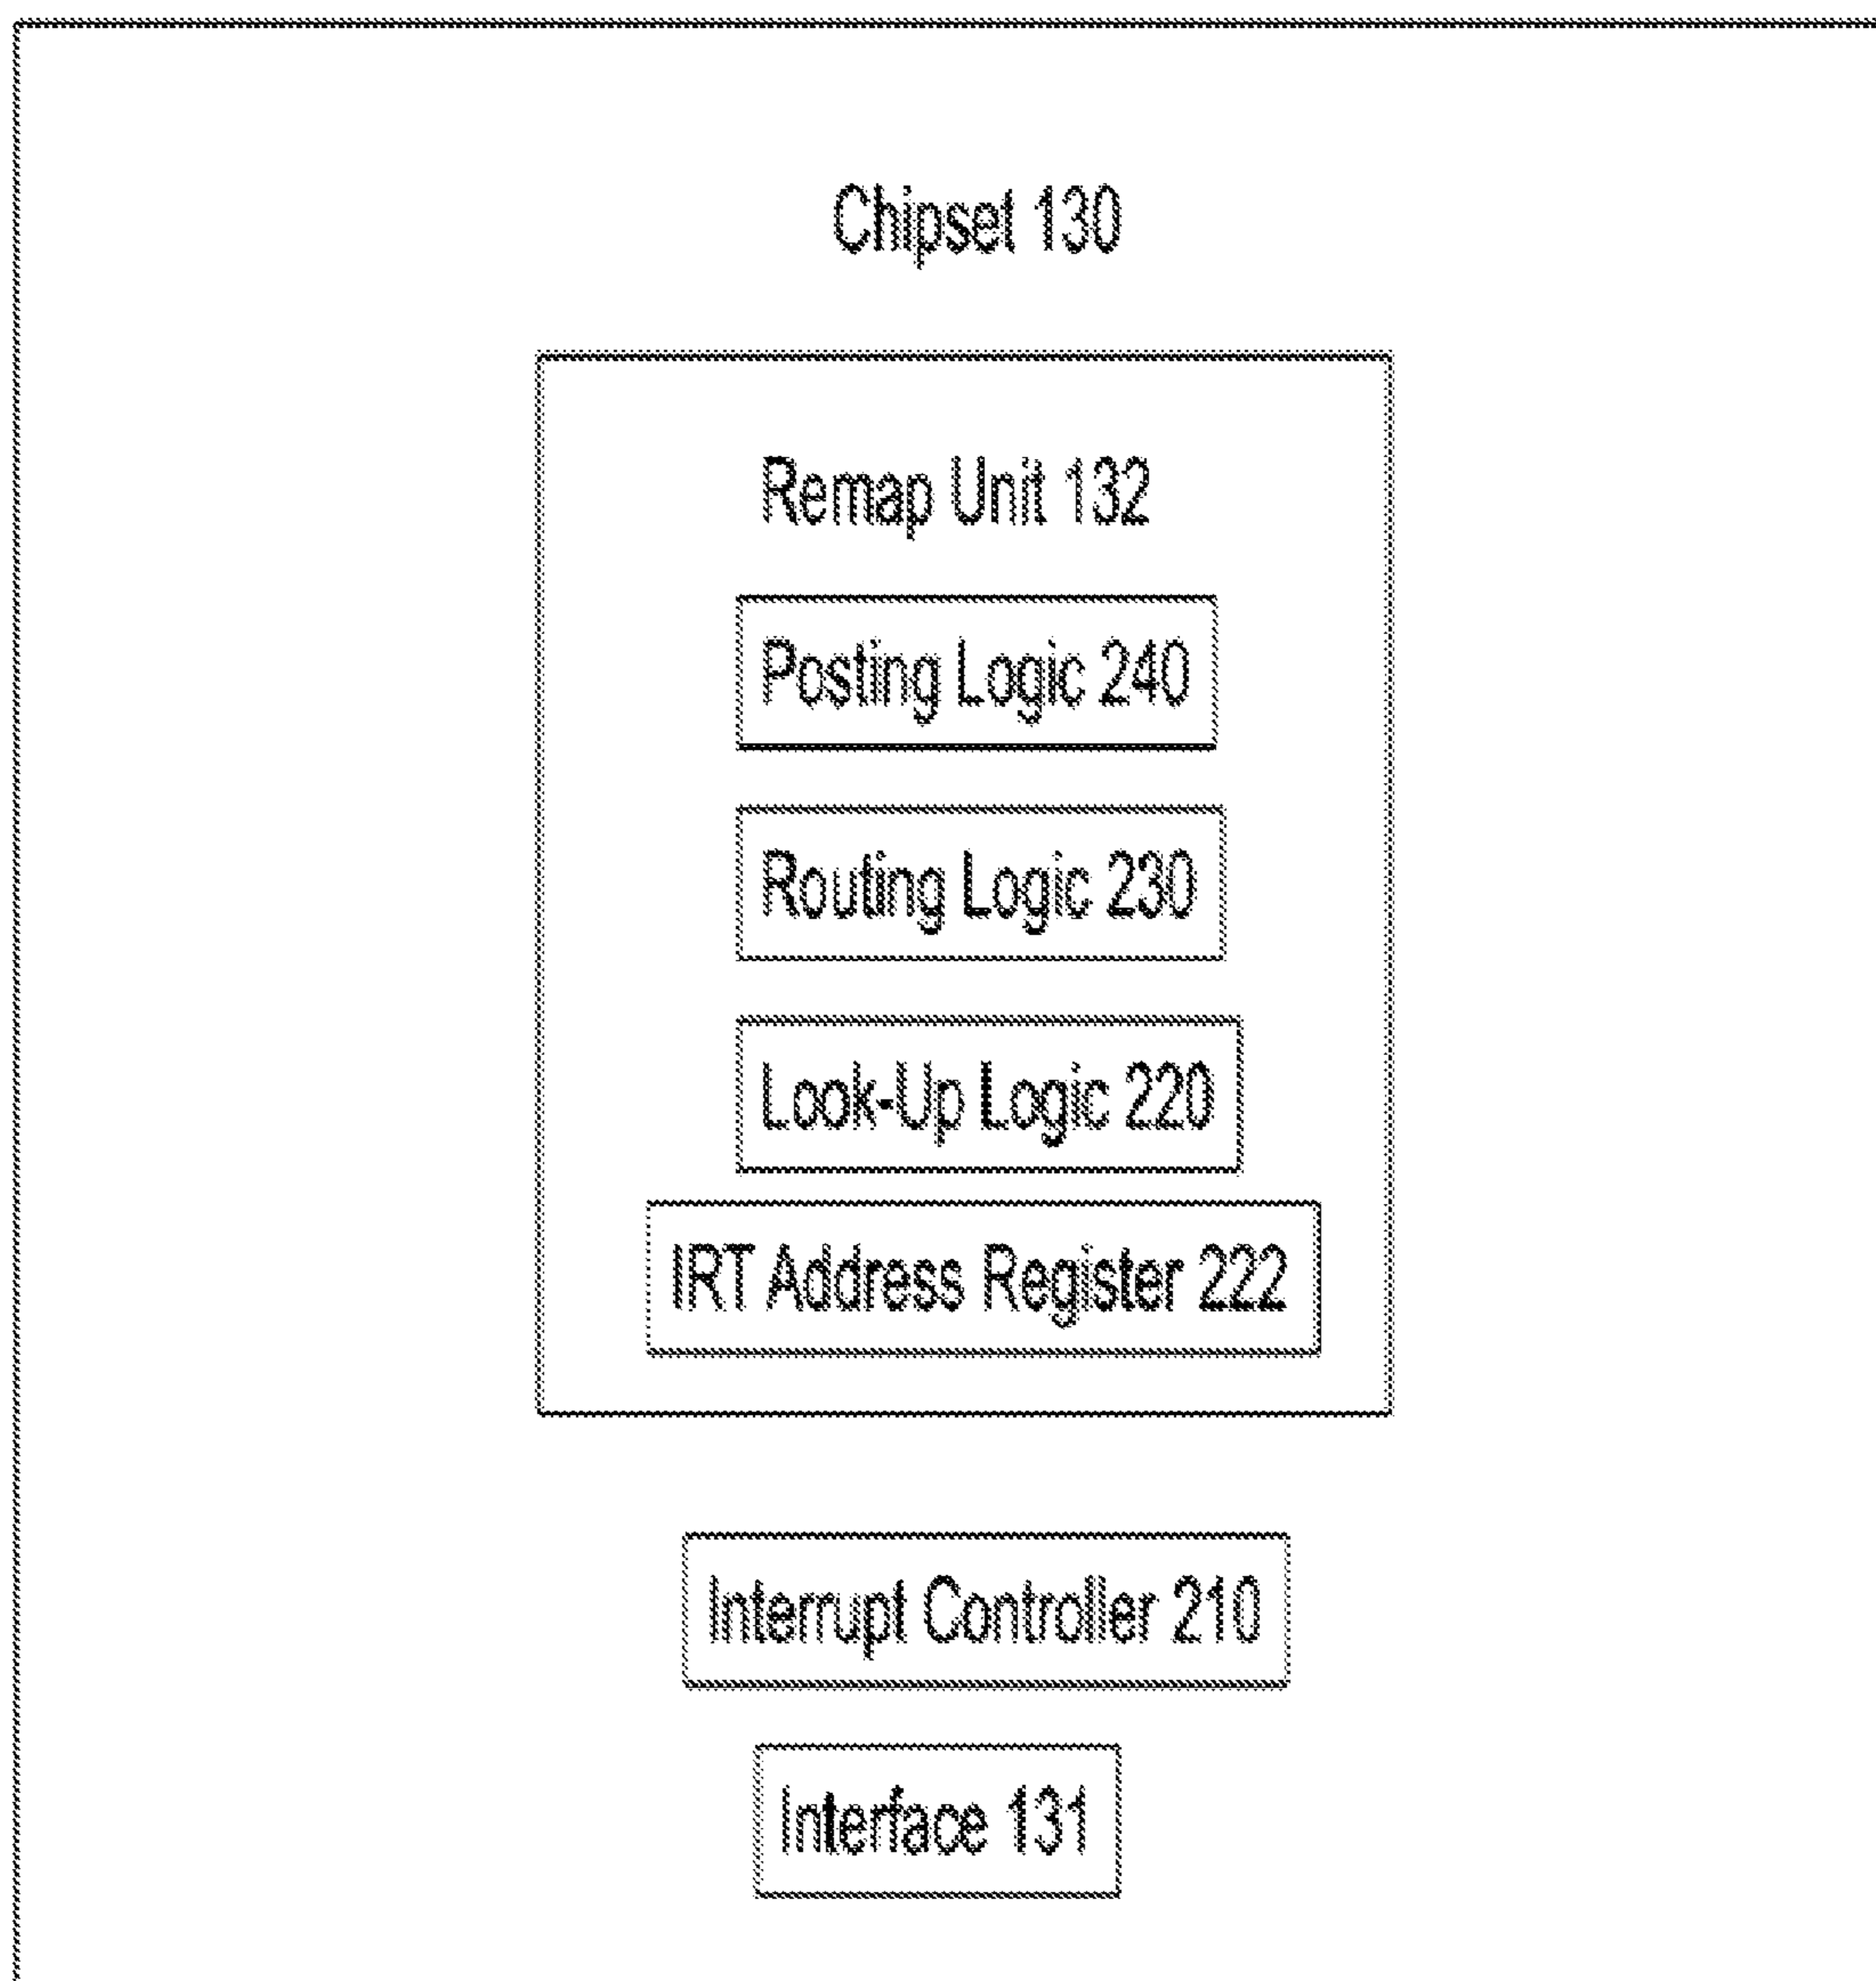 Chipset 130
Remap Unit 132
Posting Logic 240
Routing Logic 230
Look-Up Logic 220
IRT Address Register 222
Interrupt Controller 210
Interface 131